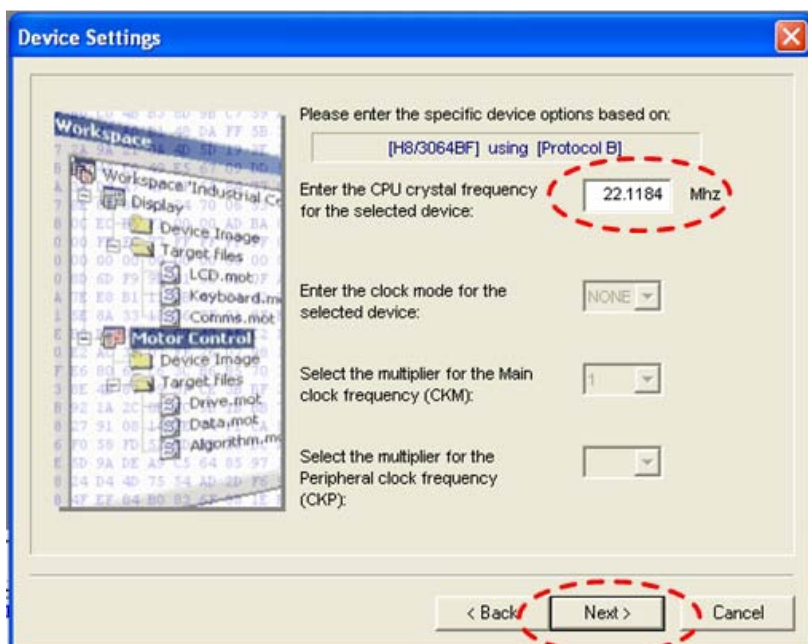 Device Settings
Please enter the specific device options based on:
[H8/3064BF] using [Protocol B]
Enter the CPU crystal frequency
for the selected device:
22.1184 Mhz
Enter the clock mode for the
selected device:
NONE
Select the multiplier for the Main
clock frequency (CKM):
1
Select the multiplier for the
Peripheral clock frequency
(CKP):
Workspace
Workspace 'Industrial Co
Display
Device Image
Target files
LCD.mot
Keyboard.m
Comms.mot
Motor Control
Device Image
Target files
Drive.mot
Data.mot
Algorithm.mo
< Back
Next >
Cancel